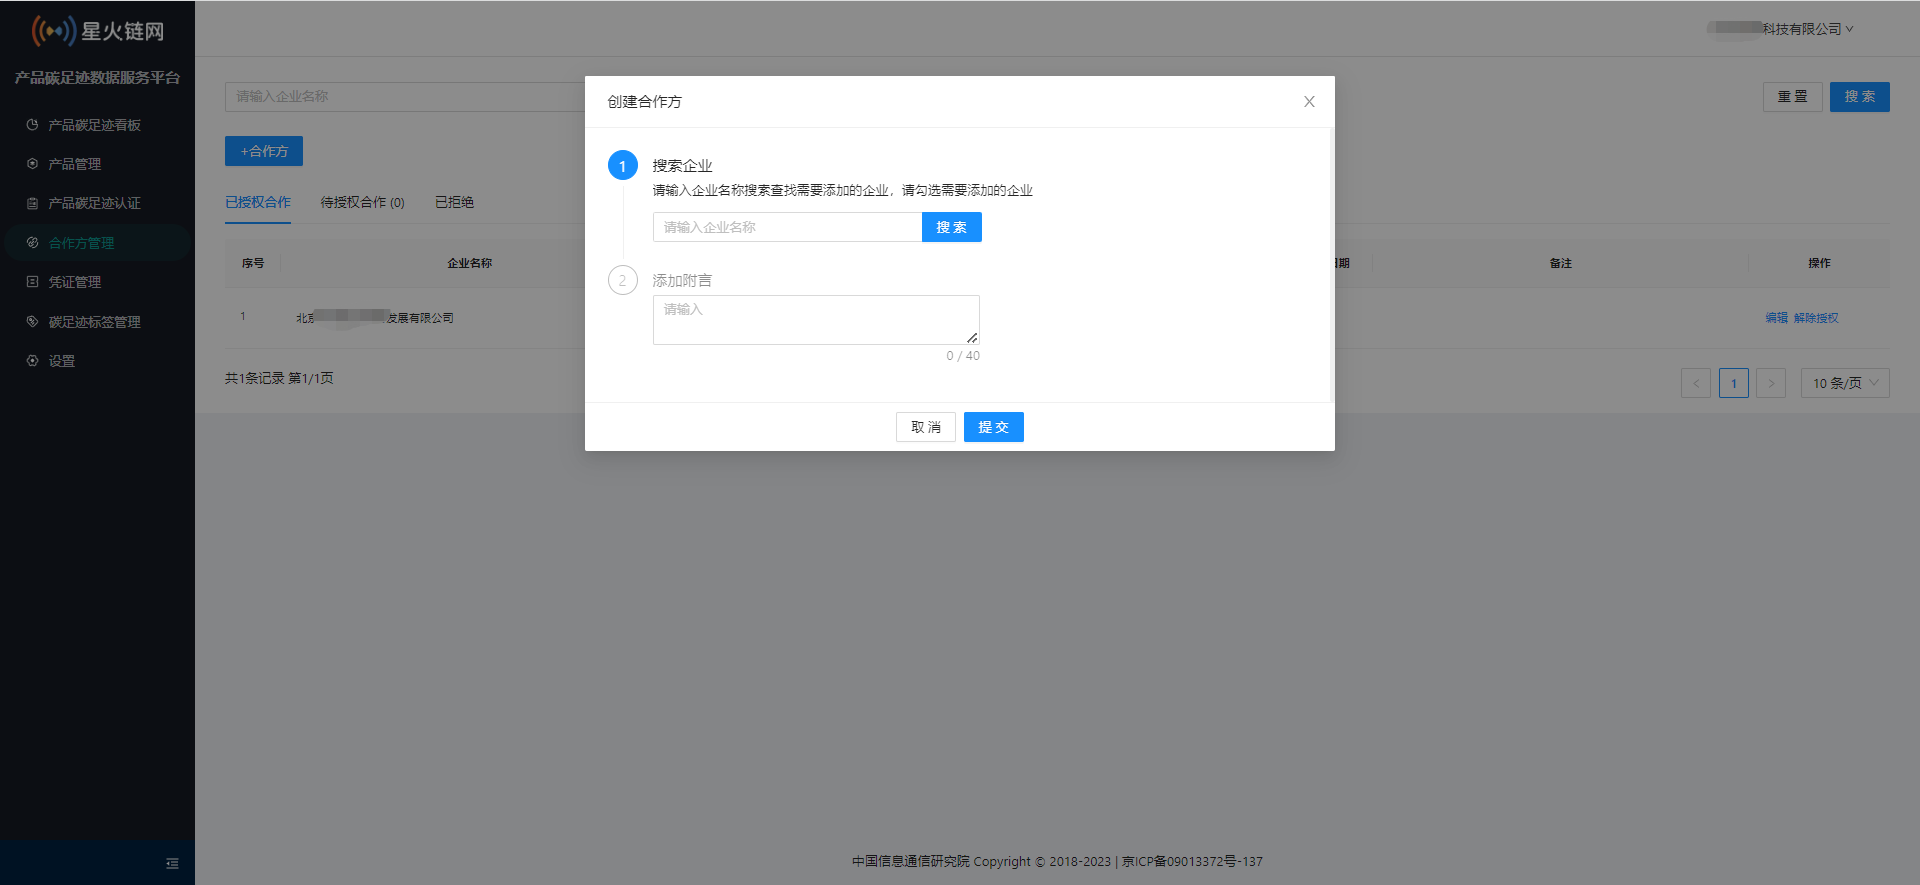 星火链网
产品碳足迹数据服务平台
产品碳足迹看板
产品管理
产品碳足迹认证
合作方管理
凭证管理
碳足迹标签管理
设置
科技有限公司
请输入企业名称
重 置
搜 索
+合作方
已授权合作
待授权合作 (0)
已拒绝
序号
企业名称
日期
备注
操作
1
北京
发展有限公司
编辑 解除授权
共1条记录 第1/1页
1
10 条/页
创建合作方
1
搜索企业
请输入企业名称搜索查找需要添加的企业，请勾选需要添加的企业
请输入企业名称
搜 索
2
添加附言
请输入
0 / 40
取 消
提 交
中国信息通信研究院 Copyright © 2018-2023 | 京ICP备09013372号-137